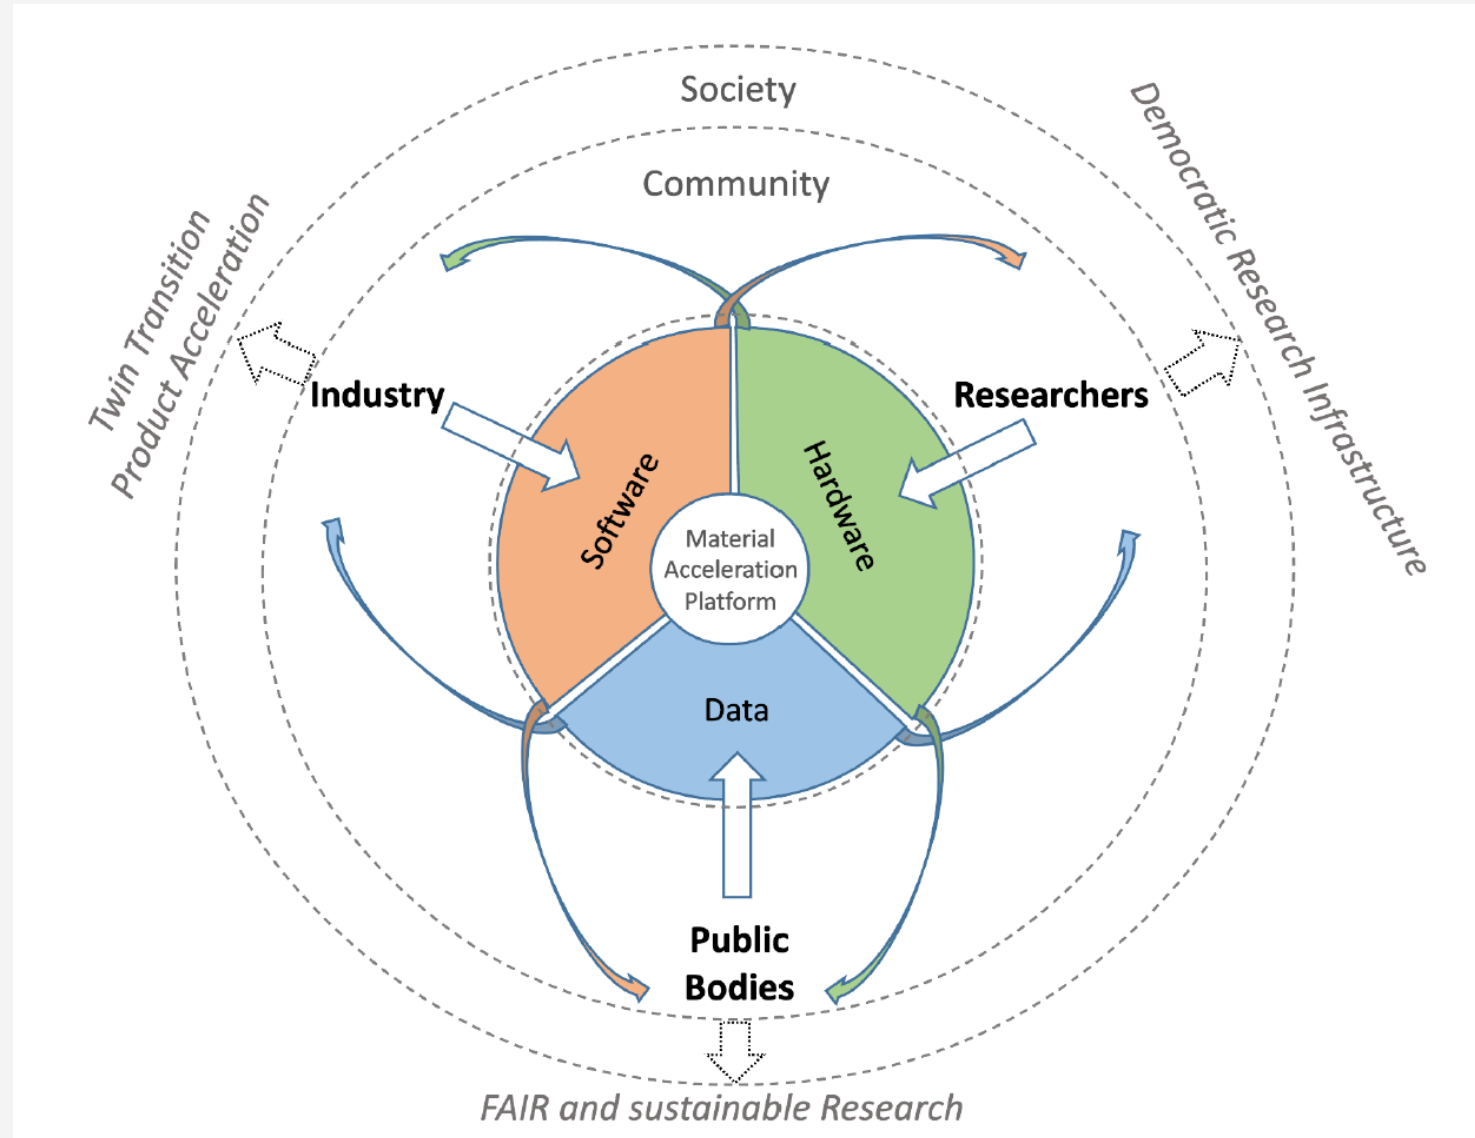 Society
Community
Democratic Research Infrastructure
Twin Transition
Product Acceleration
Industry
Researchers
Software
Hardware
Material
Acceleration
Platform
Data
Public
Bodies
FAIR and sustainable Research